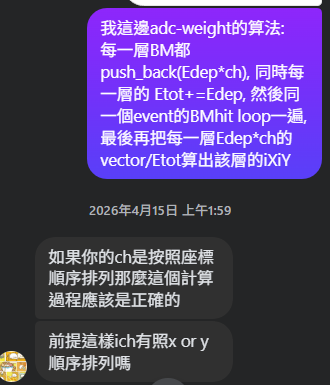 我這邊adc-weight的算法:
每一層BM都
push_back(Edep*ch), 同時每
一層的 Etot+=Edep, 然後同
一個event的BMhit loop一遍,
最後再把每一層Edep*ch的
vector/Etot算出該層的iXiY
2026年4月15日 上午1:59
如果你的ch是按照座標
順序排列那麼這個計算
過程應該是正確的
前提這樣ich有照x or y
順序排列嗎